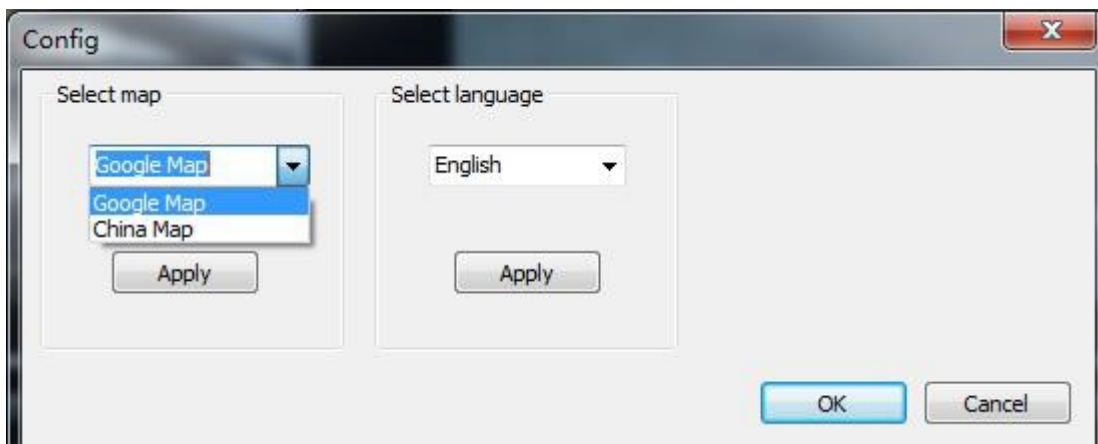 Config
Select map
Select language
Google Map
English
Google Map
China Map
Apply
Apply
OK
Cancel